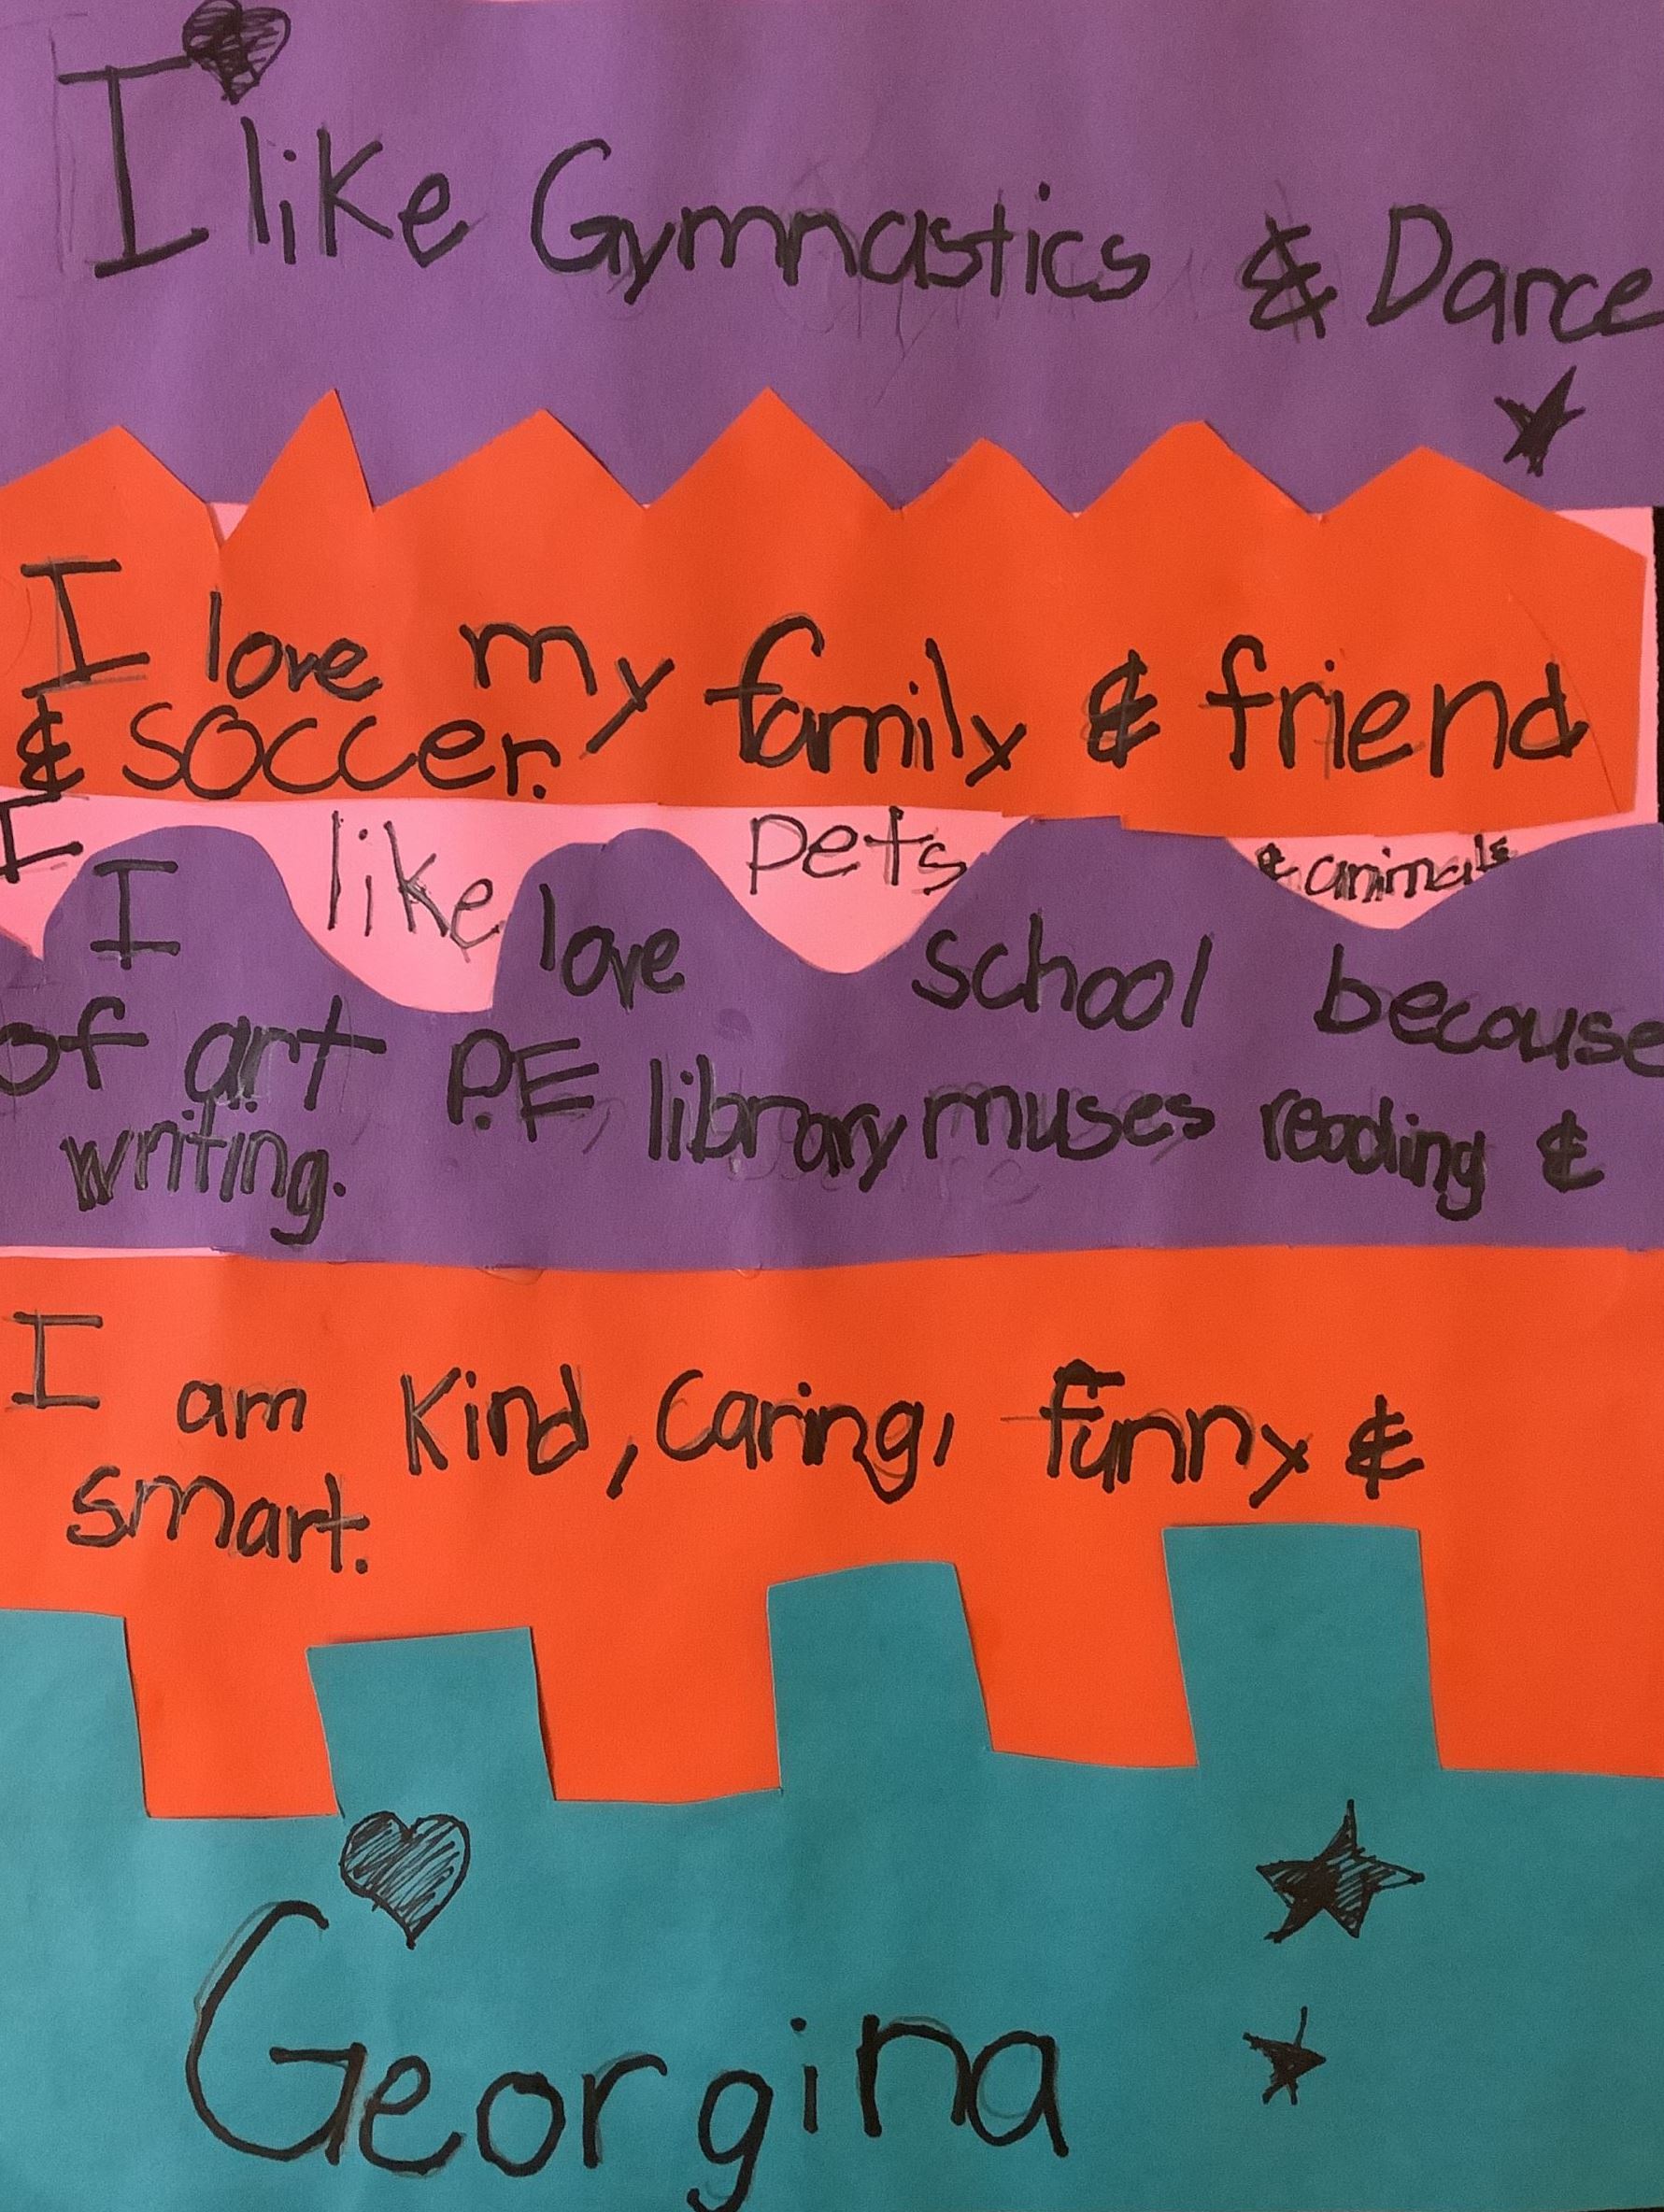 I like Gymnastics & Dance
I love my family & friend
& soccer.
I like pets & animals
I love school because
of art P.E, library muses reading &
writing.
I am Kind, Caring, funny &
smart.
Georgina